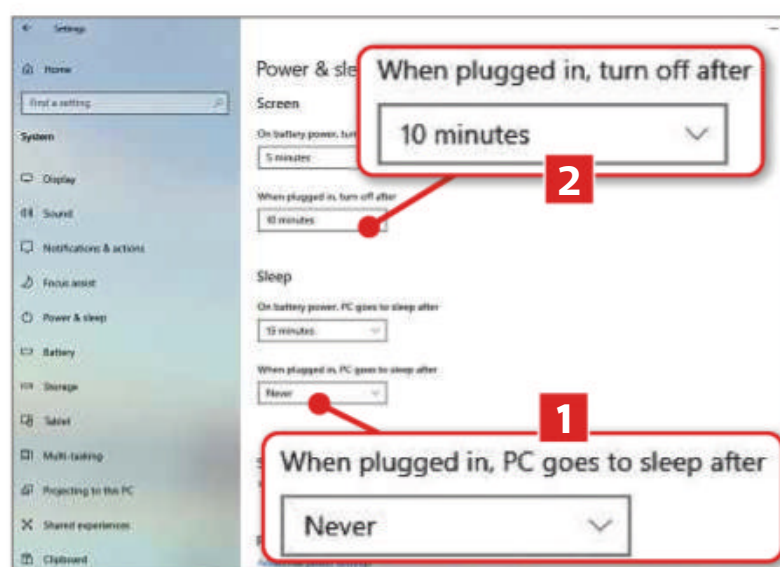 Settings
Home
Find a setting
System
Display
Sound
Notifications & actions
Focus assist
Power & sleep
Battery
Storage
Tablet
Multi-tasking
Projecting to this PC
Shared experiences
Clipboard
Power & sle
Screen
On battery power, tur
5 minutes
When plugged in, turn off after
10 minutes
Sleep
On battery power, PC goes to sleep after
15 minutes
When plugged in, PC goes to sleep after
Never
When plugged in, turn off after
10 minutes
2
1
When plugged in, PC goes to sleep after
Never